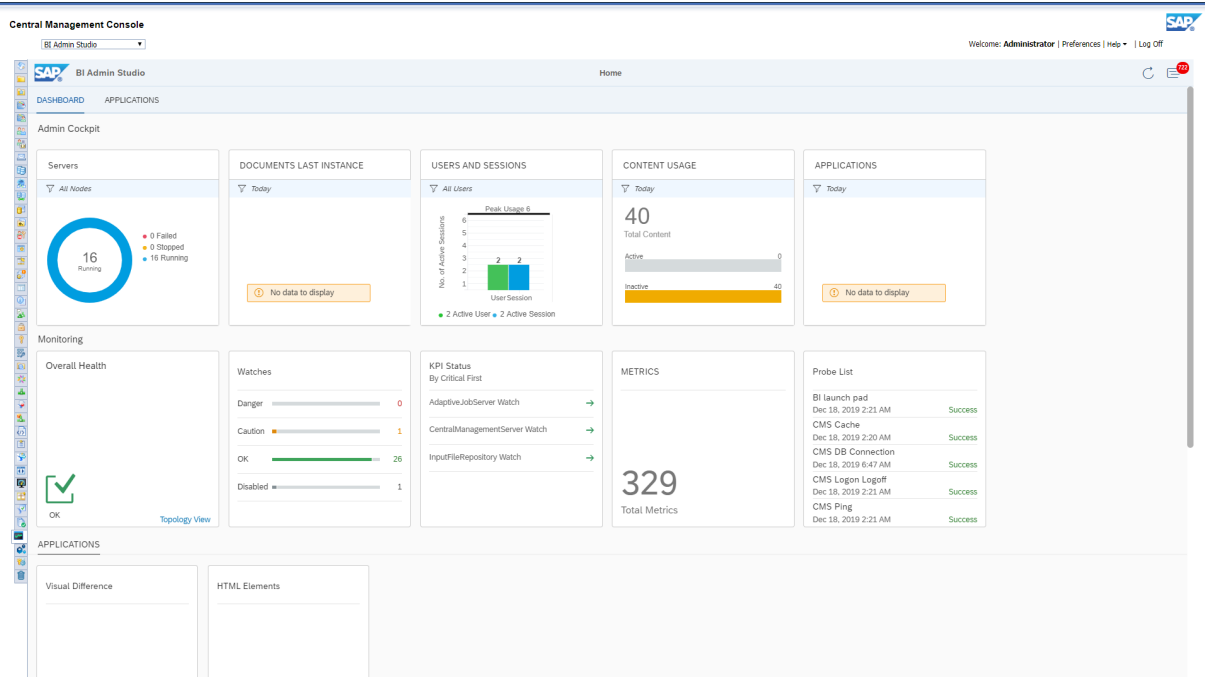 Central Management Console
SAP
BI Admin Studio
Welcome: Administrator | Preferences | Help | Log Off
SAP BI Admin Studio
Home
722
DASHBOARD APPLICATIONS
Admin Cockpit
Servers
All Nodes
16
Running
0 Failed
0 Stopped
16 Running
DOCUMENTS LAST INSTANCE
Today
No data to display
USERS AND SESSIONS
All Users
Peak Usage 6
No. of Active Sessions
6
5
4
3
2
1
2 2
UserSession
2 Active User 2 Active Session
CONTENT USAGE
Today
40
Total Content
Active 0
Inactive 40
APPLICATIONS
Today
No data to display
Monitoring
Overall Health
OK
Topology View
Watches
Danger 0
Caution 1
OK 26
Disabled 1
KPI Status
By Critical First
AdaptiveJobServer Watch
CentralManagementServer Watch
InputFileRepository Watch
METRICS
329
Total Metrics
Probe List
BI launch pad
Dec 18, 2019 2:21 AM Success
CMS Cache
Dec 18, 2019 2:20 AM Success
CMS DB Connection
Dec 18, 2019 6:47 AM Success
CMS Logon Logoff
Dec 18, 2019 2:21 AM Success
CMS Ping
Dec 18, 2019 2:21 AM Success
APPLICATIONS
Visual Difference
HTML Elements